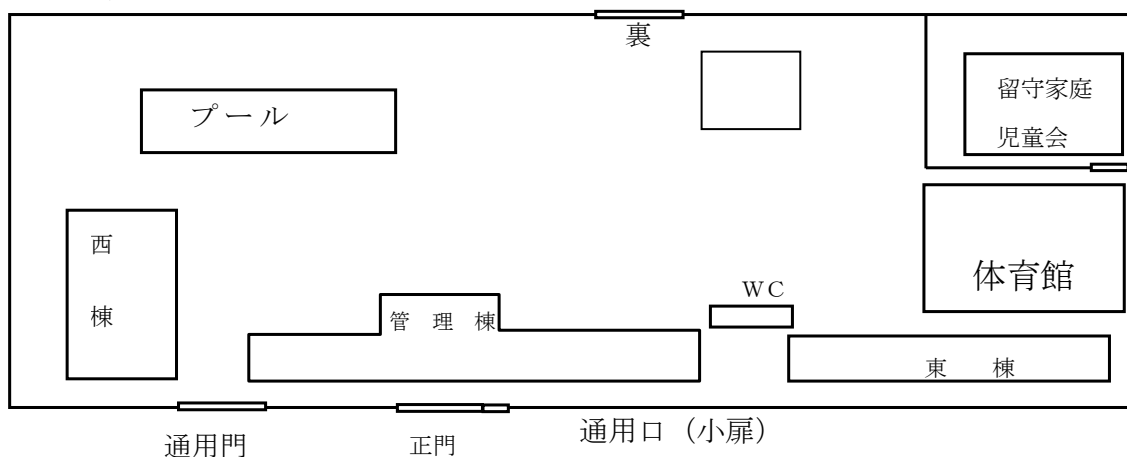 裏
留守家庭
児童会
プール
西
棟
体育館
WC
管 理 棟
東 棟
通用門
正門
通用口（小扉）